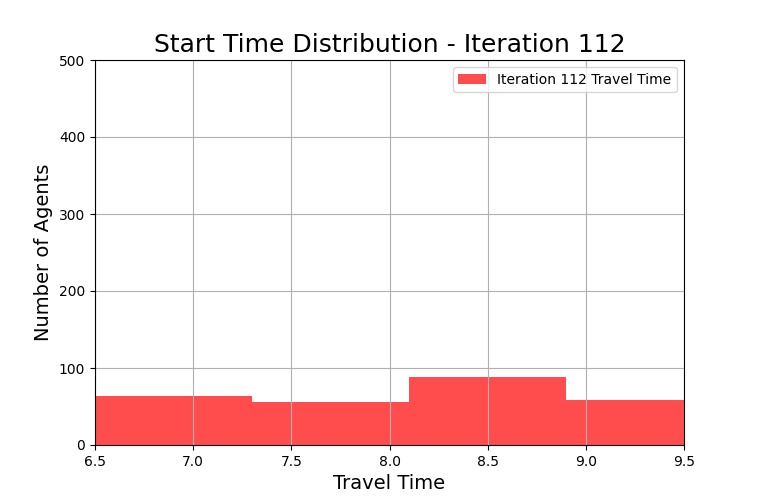 Start Time Distribution - Iteration 112
Iteration 112 Travel Time
Number of Agents
500
400
300
200
100
0
6.5 7.0 7.5 8.0 8.5 9.0 9.5
Travel Time